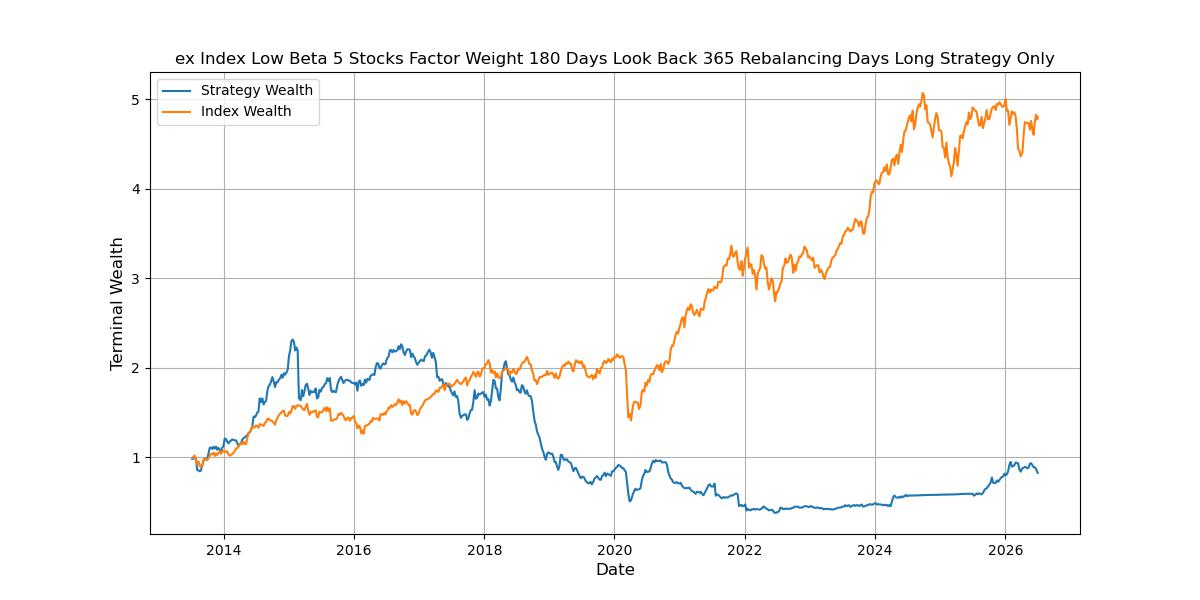 ex Index Low Beta 5 Stocks Factor Weight 180 Days Look Back 365 Rebalancing Days Long Strategy Only
Strategy Wealth
Index Wealth
Terminal Wealth
5
4
3
2
1
2014 2016 2018 2020 2022 2024 2026
Date